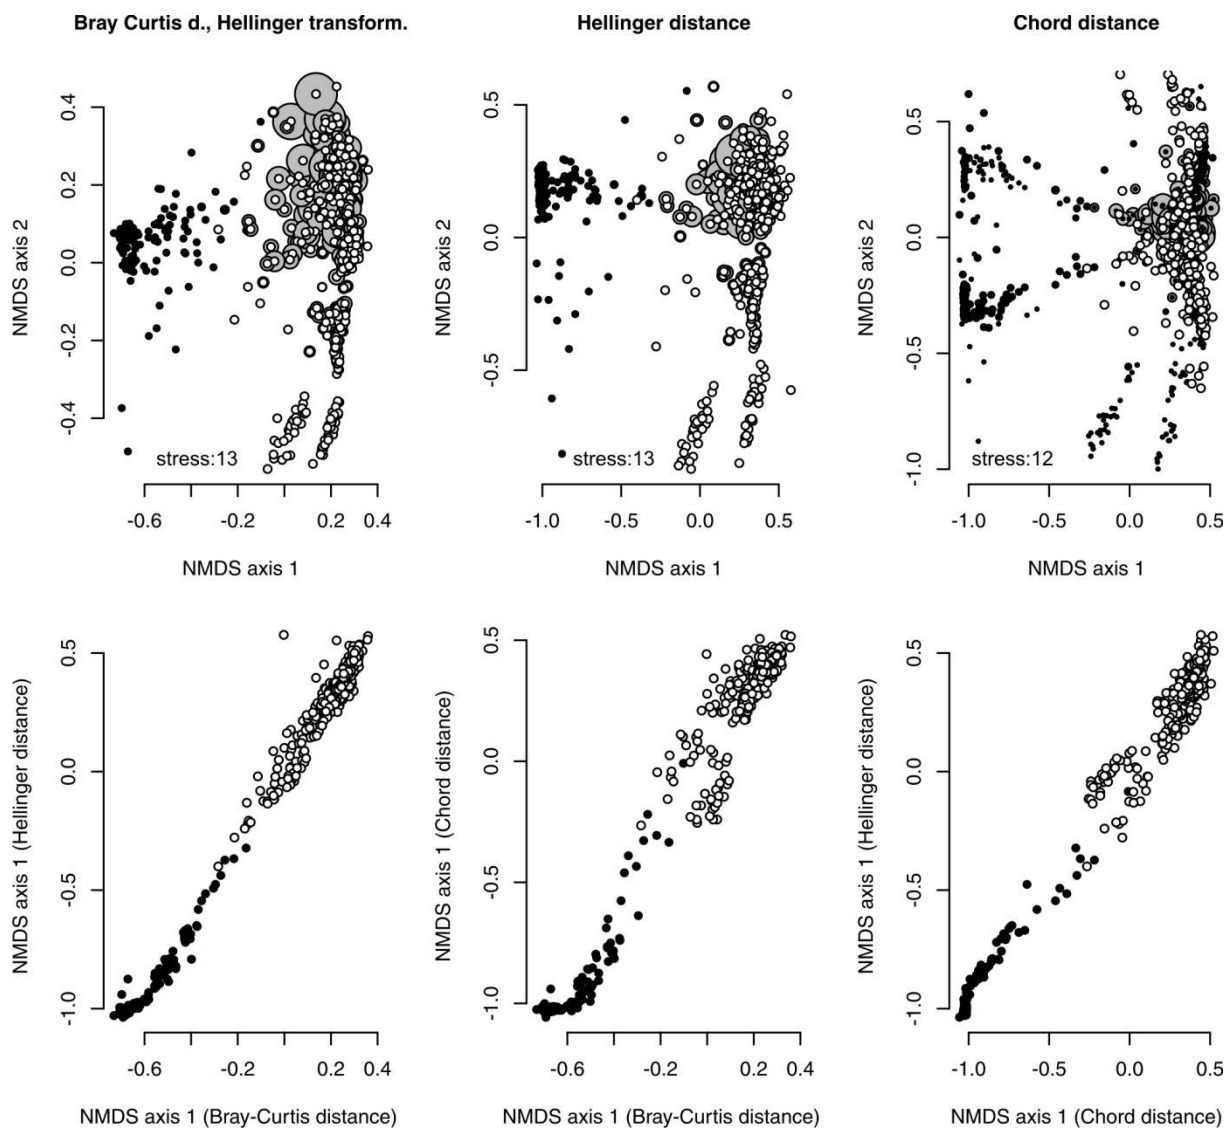 Bray Curtis d., Hellinger transform.
Hellinger distance
Chord distance
NMDS axis 2
0.4
0.2
0.0
-0.2
-0.4
stress:13
-0.6
-0.2
0.2
0.4
NMDS axis 1
NMDS axis 2
0.5
0.0
-0.5
stress:13
-1.0
-0.5
0.0
0.5
NMDS axis 1
NMDS axis 2
0.5
0.0
-0.5
-1.0
stress:12
-1.0
-0.5
0.0
0.5
NMDS axis 1
NMDS axis 1 (Hellinger distance)
0.5
0.0
-0.5
-1.0
-0.6
-0.2
0.2
0.4
NMDS axis 1 (Bray-Curtis distance)
NMDS axis 1 (Chord distance)
0.5
0.0
-0.5
-1.0
-0.6
-0.2
0.2
0.4
NMDS axis 1 (Bray-Curtis distance)
NMDS axis 1 (Hellinger distance)
0.5
0.0
-0.5
-1.0
-1.0
-0.5
0.0
0.5
NMDS axis 1 (Chord distance)